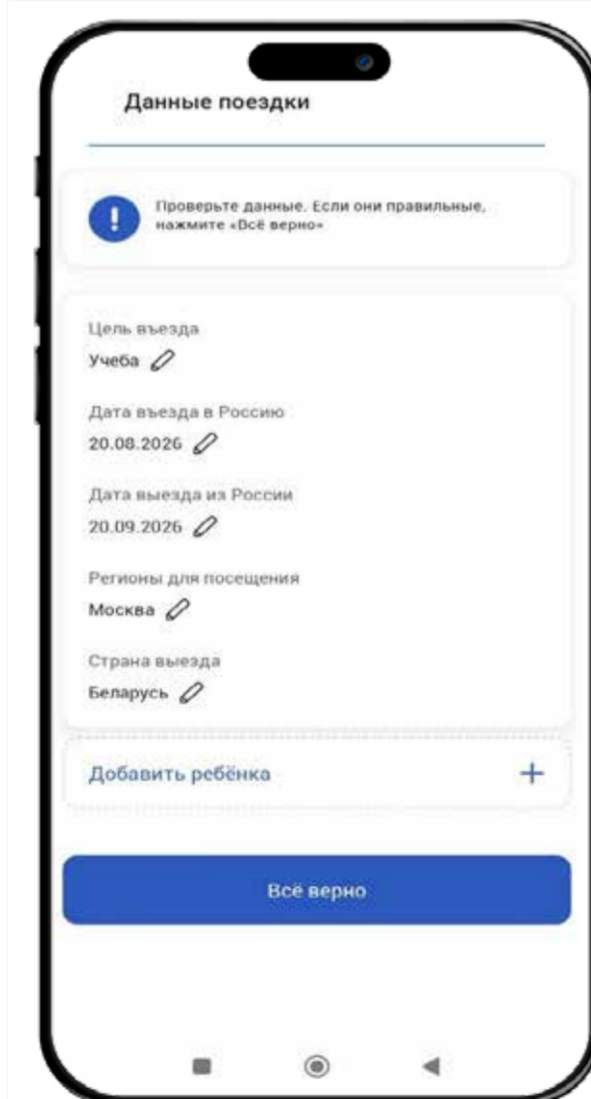 Данные поездки
Проверьте данные. Если они правильные,
нажмите «Всё верно»
Цель въезда
Учеба
Дата въезда в Россию
20.08.2026
Дата выезда из России
20.09.2026
Регионы для посещения
Москва
Страна выезда
Беларусь
Добавить ребёнка
Всё верно